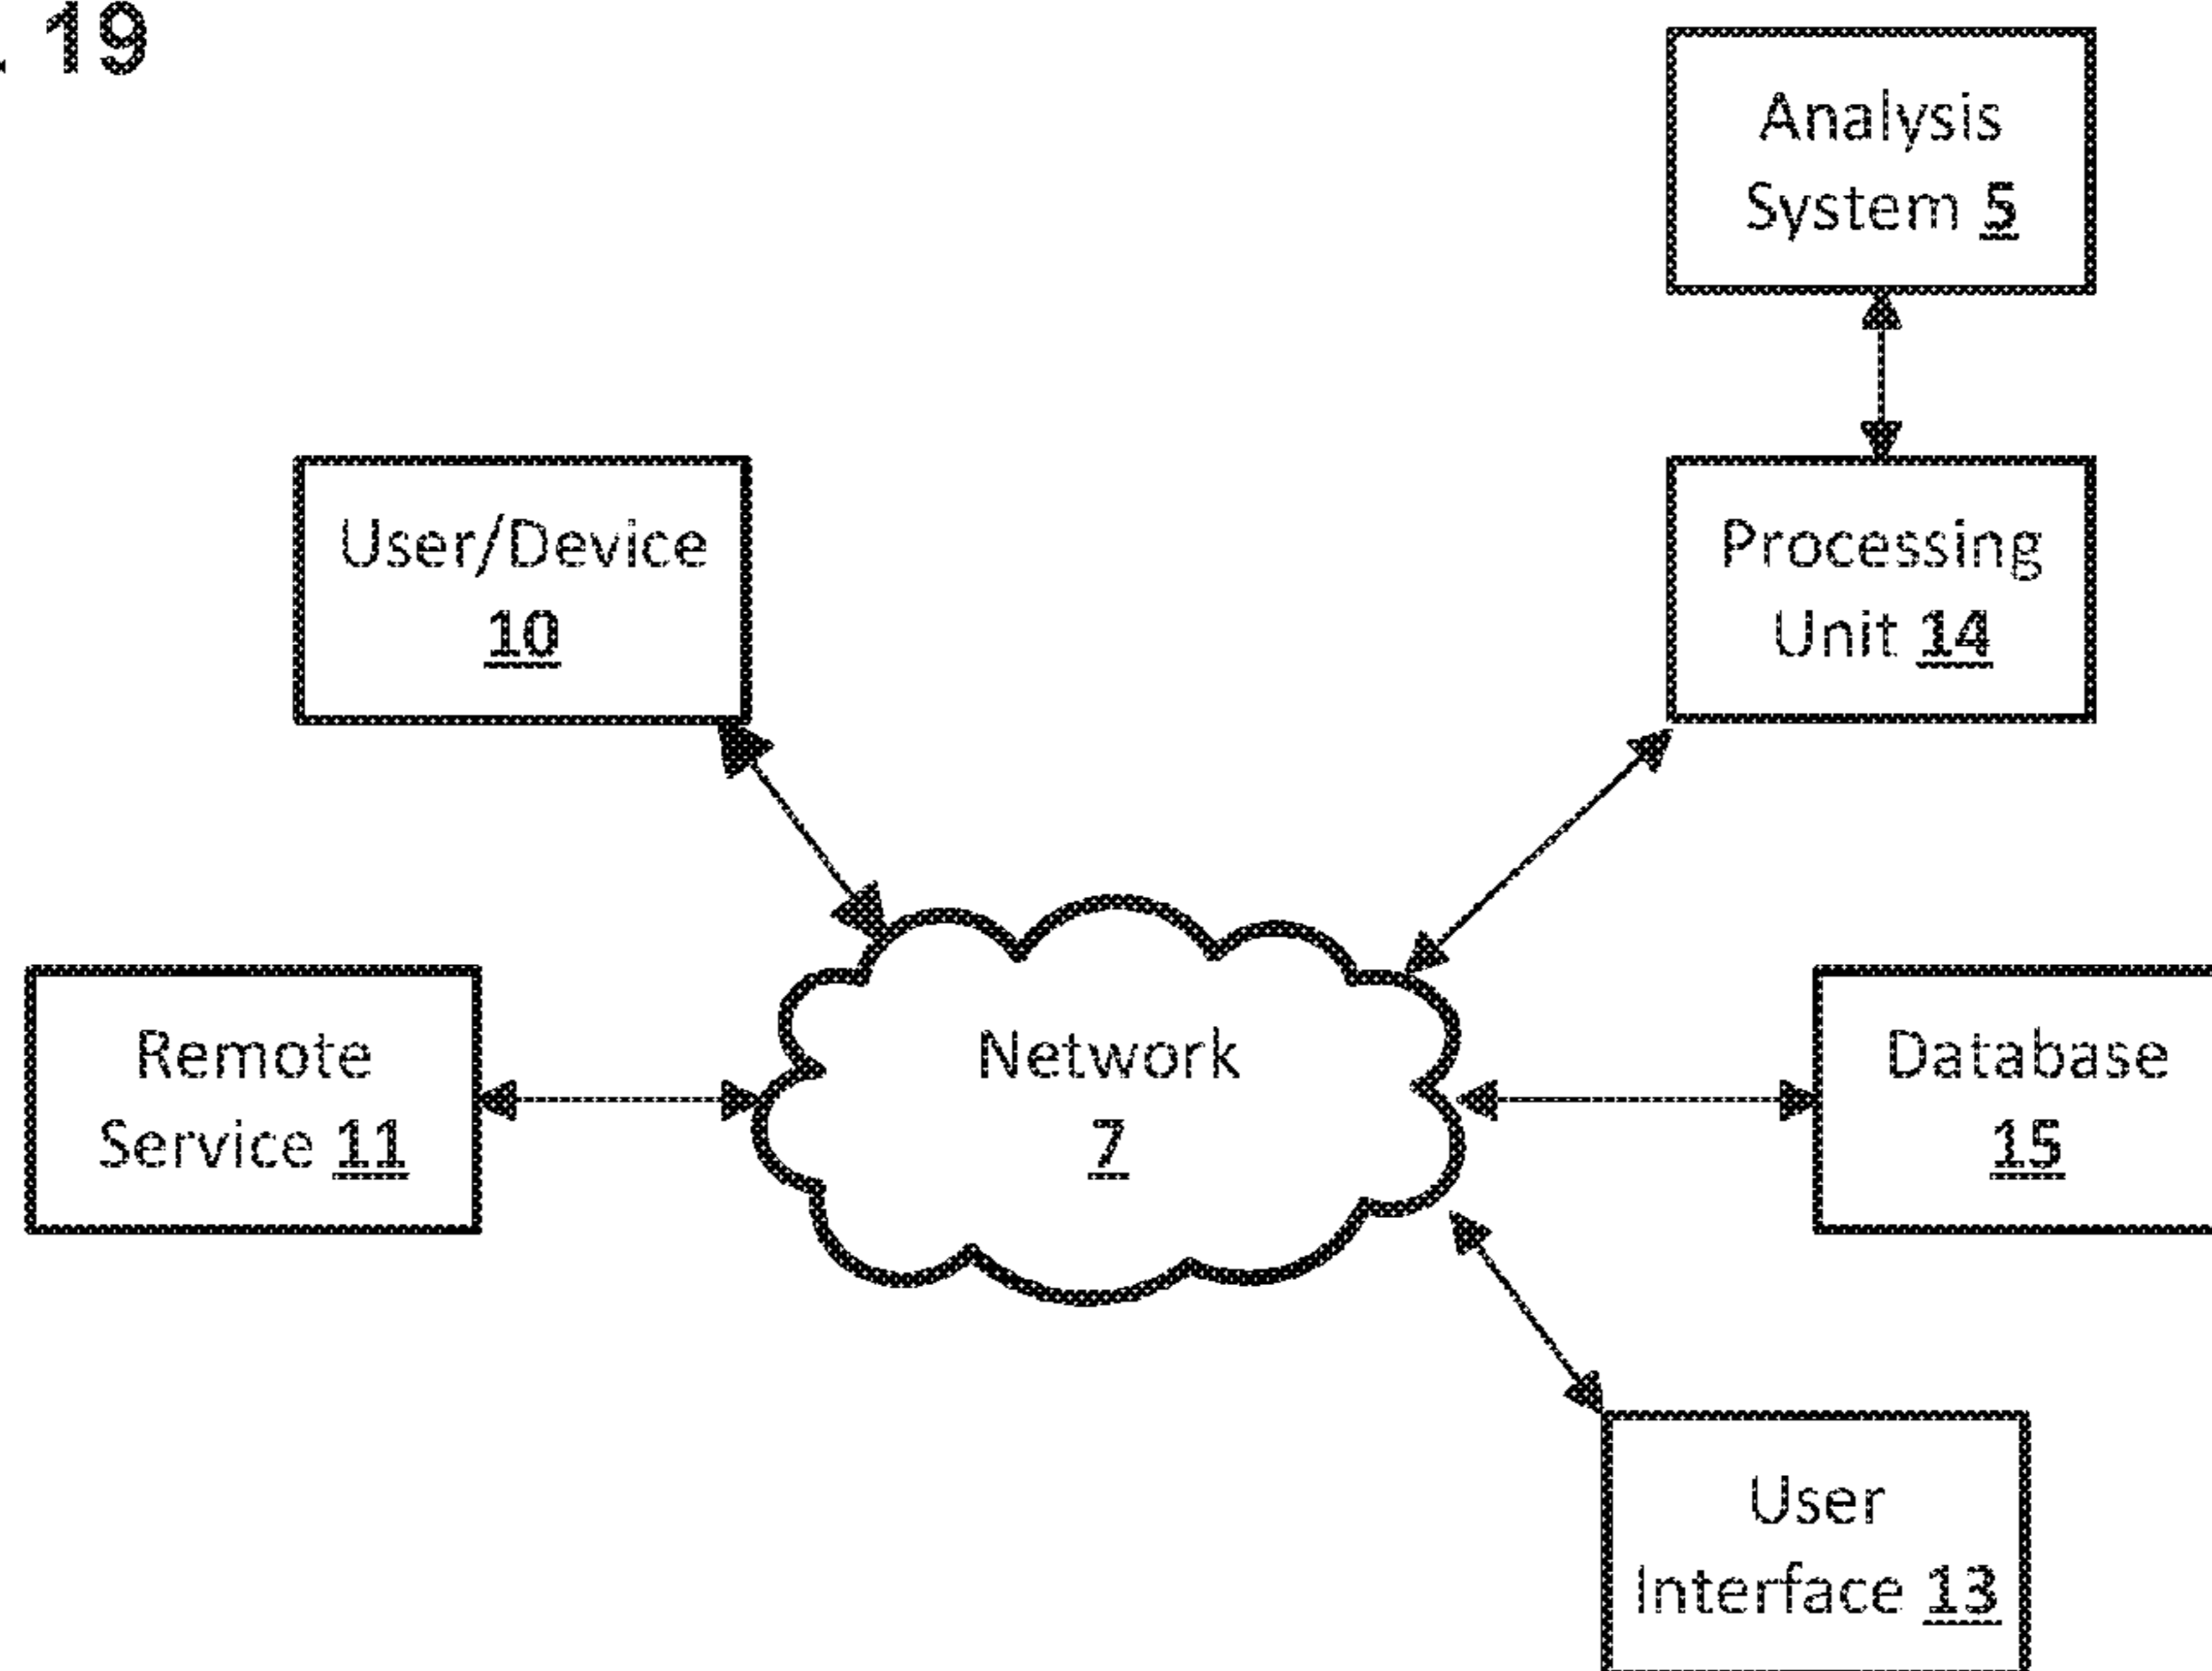 . 19
Analysis
System 5
User/Device
10
Processing
Unit 14
Remote
Service 11
Network
7
Database
15
User
Interface 13